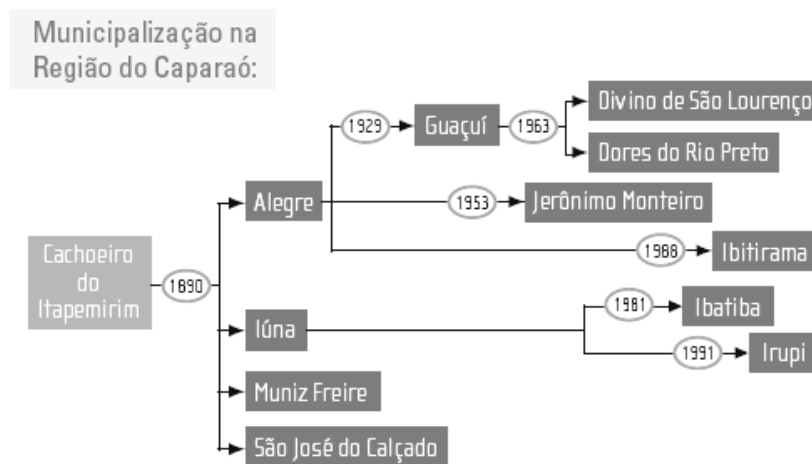 Municipalização na
Região do Caparaó:
1929
Guaçuí
1963
Divino de São Lourenço
Dores do Rio Preto
Alegre
1953
Jerônimo Monteiro
1988
Ibitirama
Cachoeiro
do
Itapemirim
1890
1981
Ibatiba
Iúna
1991
Irupi
Muniz Freire
São José do Calçado